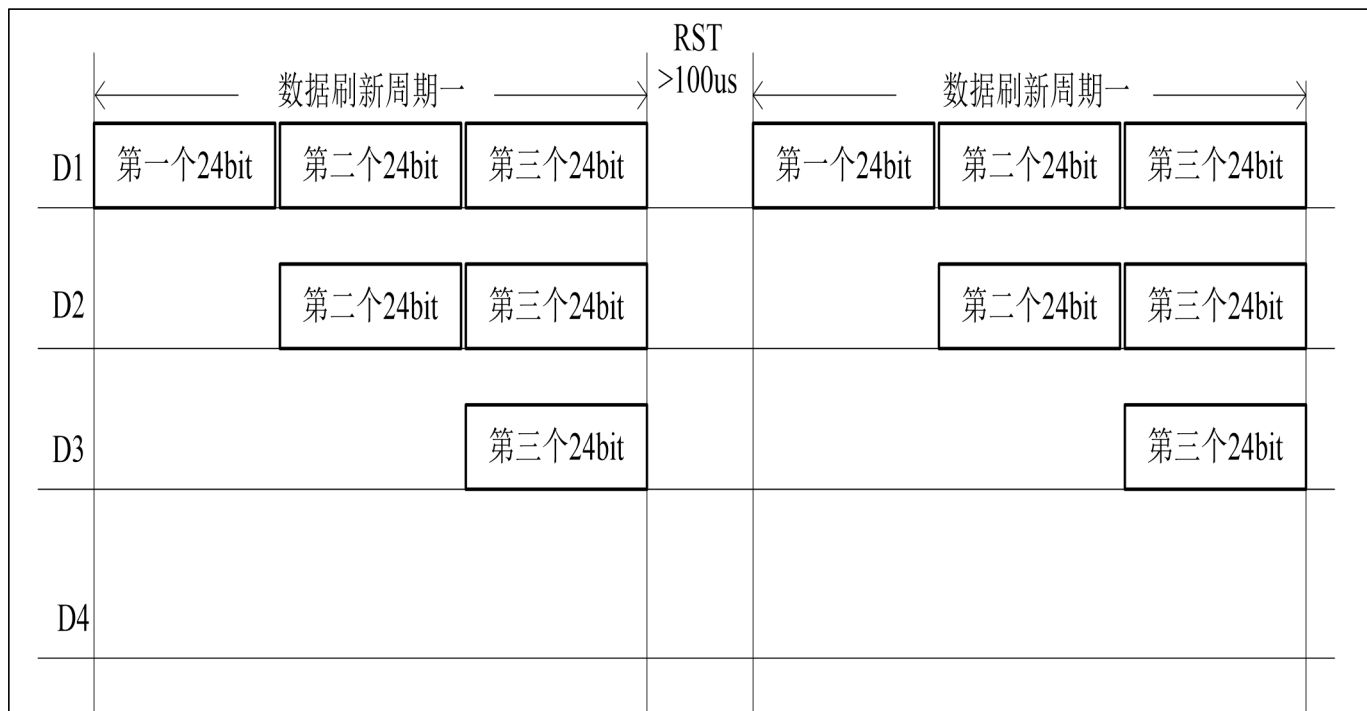 RST
>100us
数据刷新周期一 数据刷新周期一
D1 第一个24bit 第二个24bit 第三个24bit 第一个24bit 第二个24bit 第三个24bit
D2 第二个24bit 第三个24bit 第二个24bit 第三个24bit
D3 第三个24bit 第三个24bit
D4